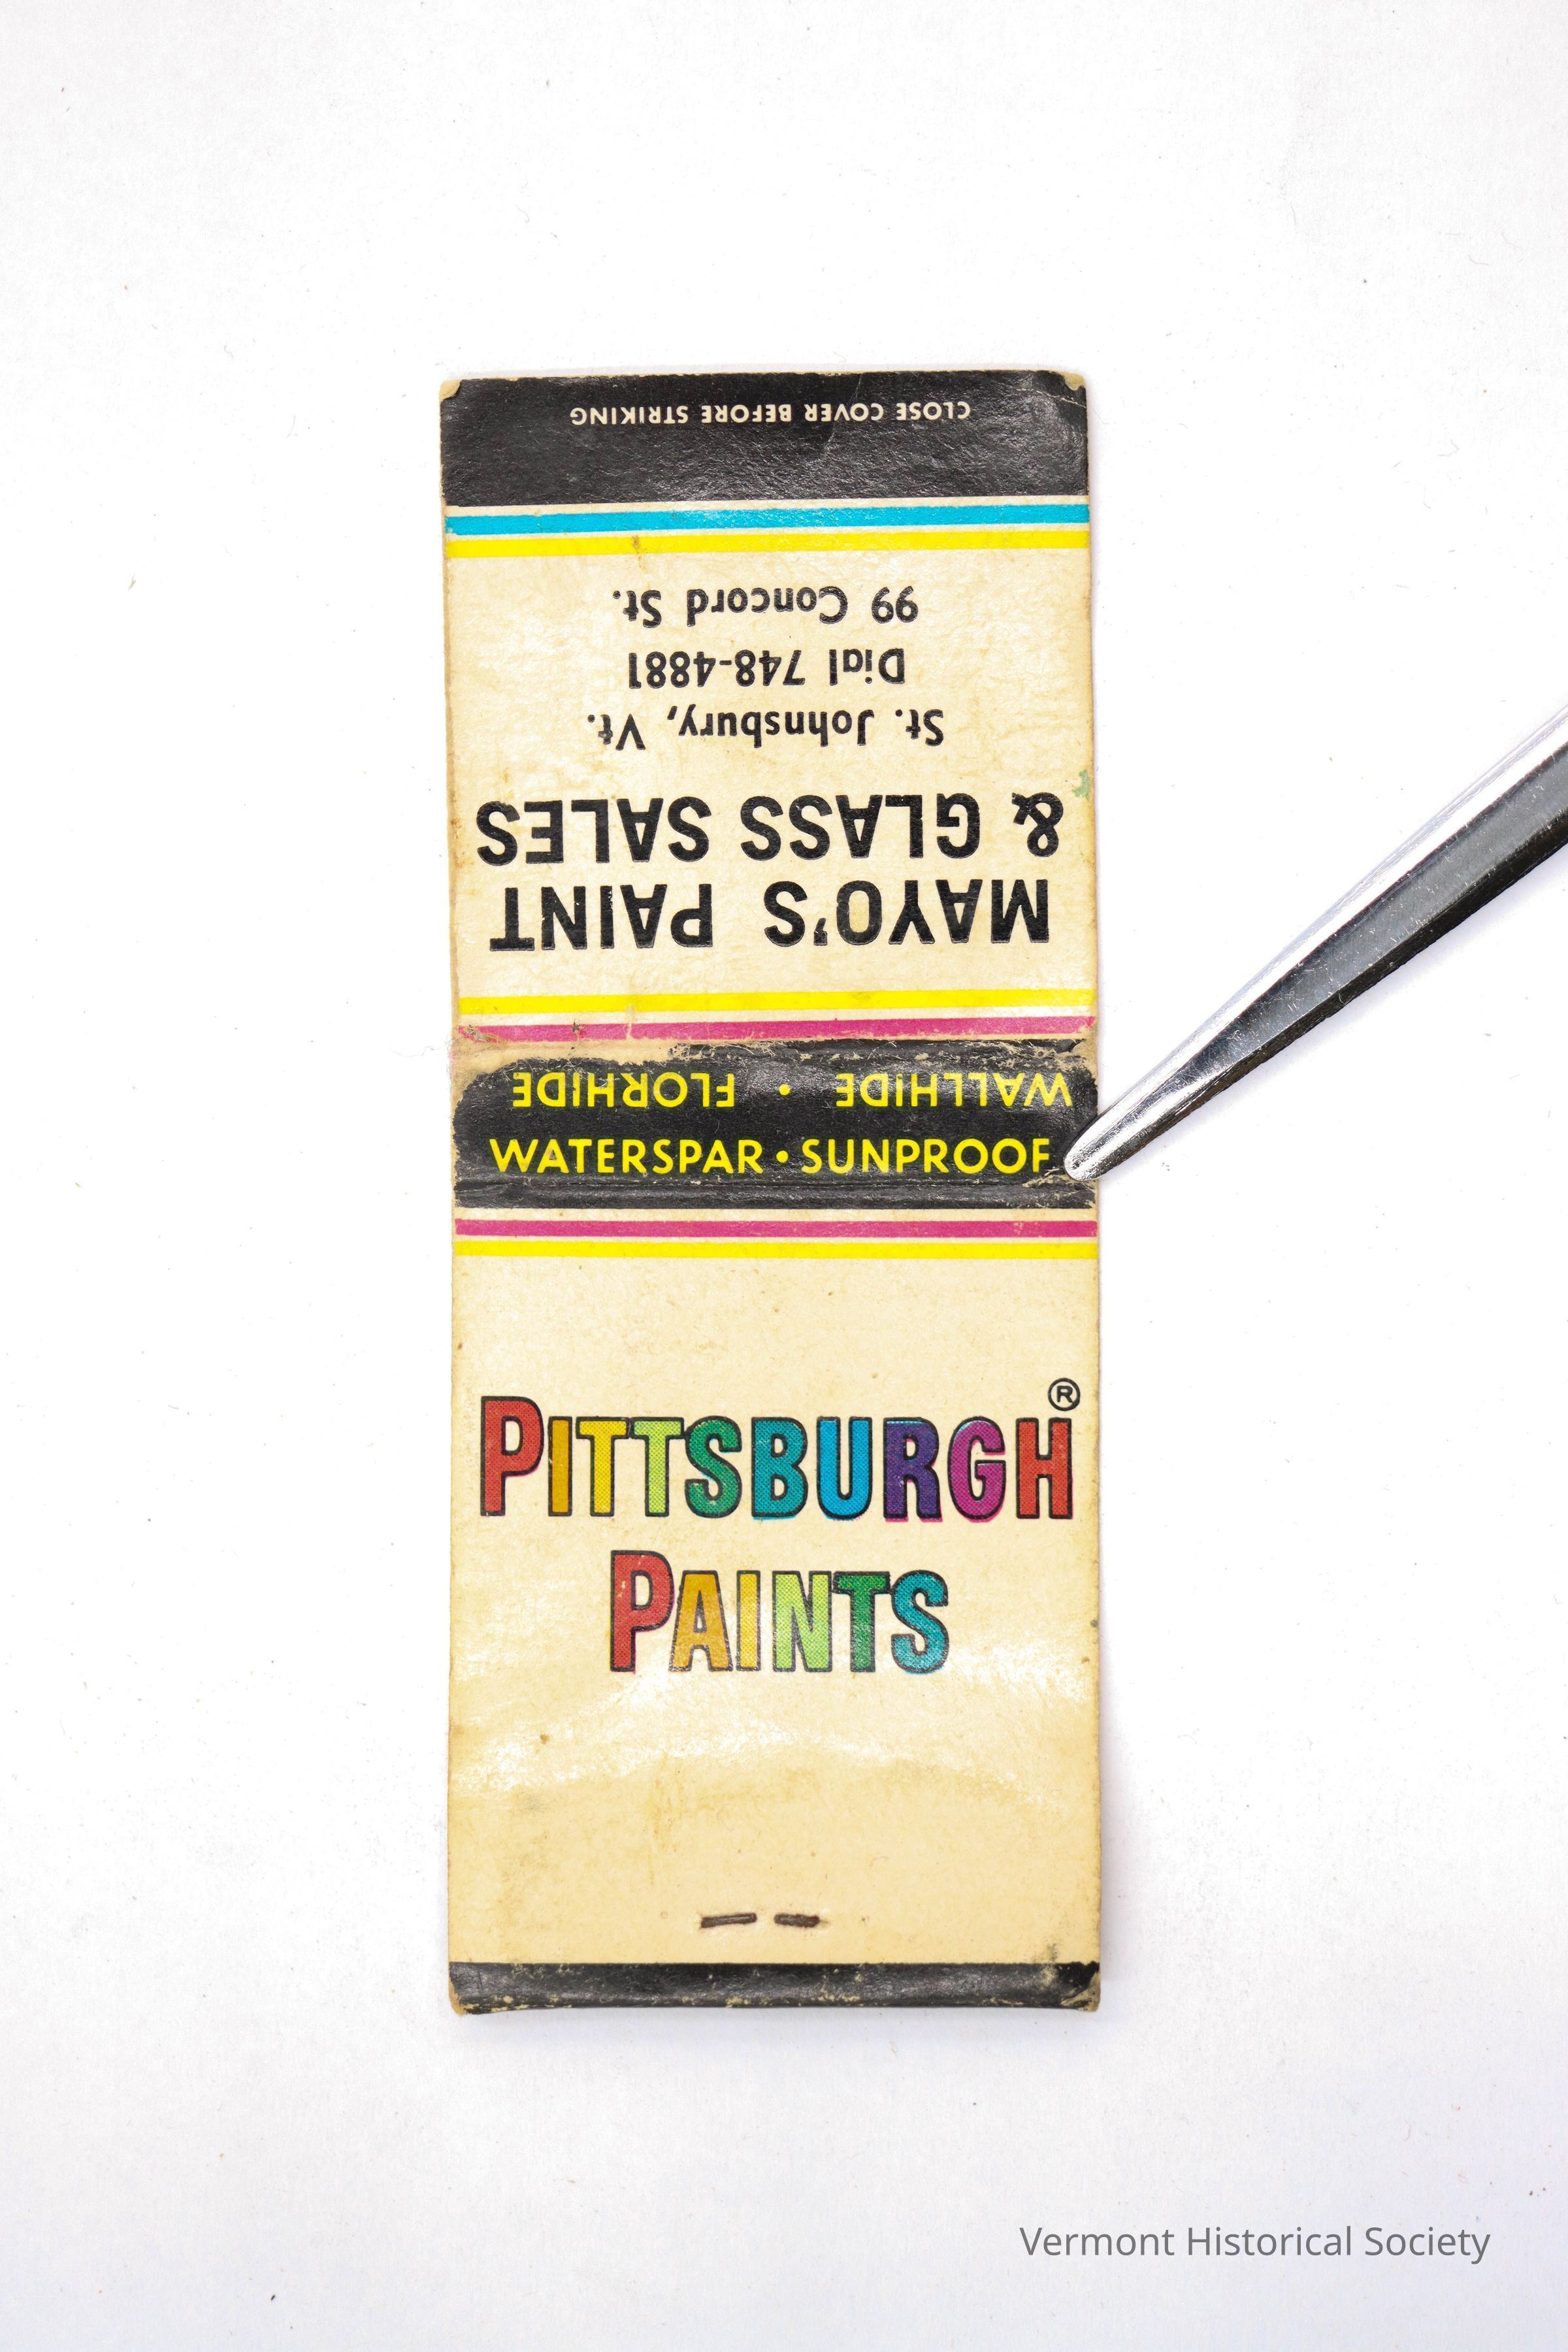 CLOSE COVER BEFORE STRIKING
MAYO'S PAINT
& GLASS SALES
St. Johnsbury, Vt.
Dial 748-4881
99 Concord St.
WALLHIDE • FLORHIDE
WATERSPAR • SUNPROOF
PITTSBURGH®
PAINTS
Vermont Historical Society